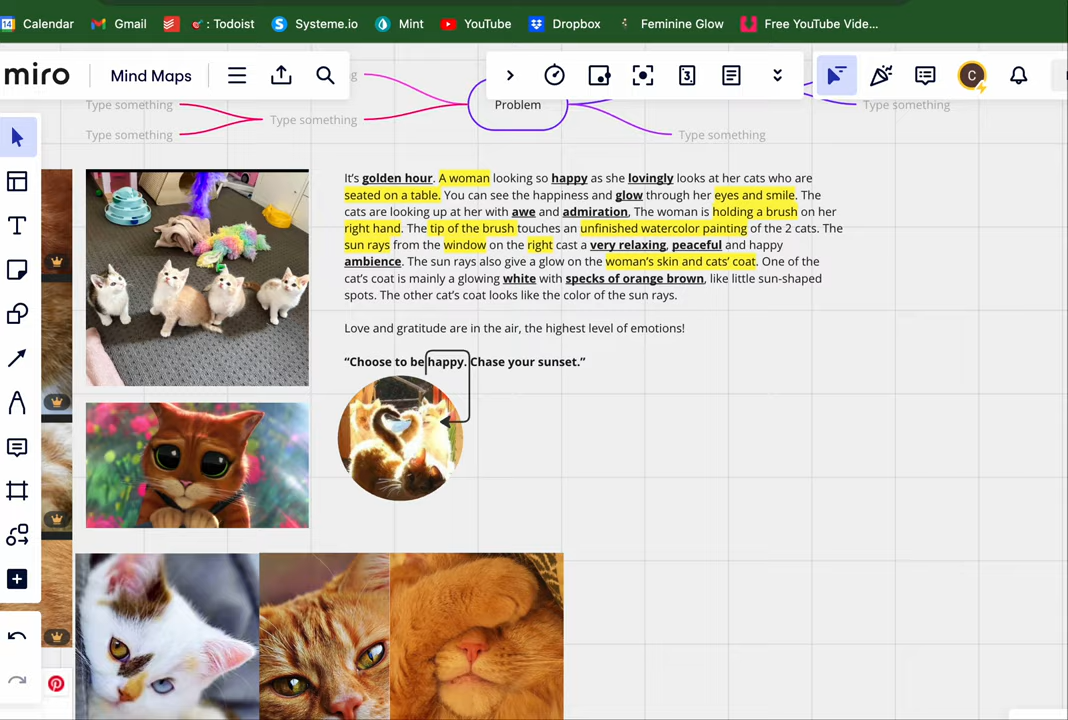 14 Calendar Gmail : Todoist S Systeme.io Mint YouTube Dropbox Feminine Glow Free YouTube Vide...
miro Mind Maps 3 C
Type something Type something Problem Type something
Type something Type something
It's golden hour. A woman looking so happy as she lovingly looks at her cats who are
seated on a table. You can see the happiness and glow through her eyes and smile. The
cats are looking up at her with awe and admiration, The woman is holding a brush on her
right hand. The tip of the brush touches an unfinished watercolor painting of the 2 cats. The
sun rays from the window on the right cast a very relaxing, peaceful and happy
ambience. The sun rays also give a glow on the woman's skin and cats' coat. One of the
cat's coat is mainly a glowing white with specks of orange brown, like little sun-shaped
spots. The other cat's coat looks like the color of the sun rays.
Love and gratitude are in the air, the highest level of emotions!
“Choose to be happy. Chase your sunset.”